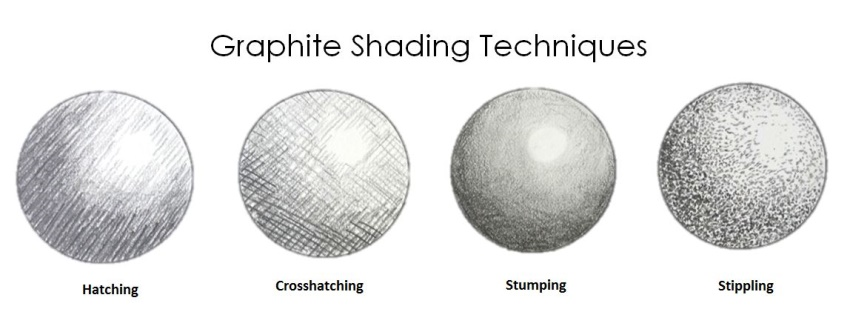 Graphite Shading Techniques
Hatching
Crosshatching
Stumping
Stippling